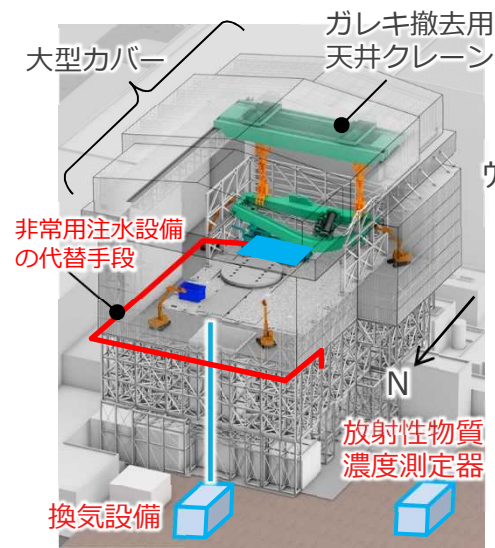 ガレキ撤去用
天井クレーン
大型カバー
非常用注水設備
の代替手段
N
放射性物質
濃度測定器
換気設備